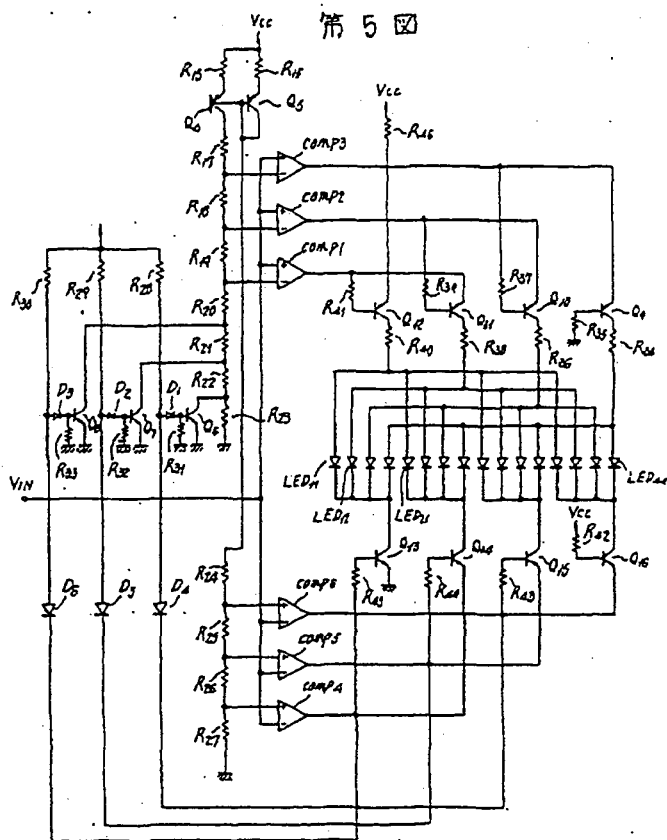 第5図
Vcc
R15
R16
Q5
Vcc
R46
R17
COMP3
R18
COMP2
R19
COMP1
R37
R39
R41
Q12
Q11
Q10
Q9
R35
R30
R29
R28
R20
R21
R40
R38
R36
R34
R22
D3
D2
D1
Q8
Q7
Q6
R23
R33
R32
R31
VIN
LED11
LED12
LED21
LED44
Vcc
R42
Q13
Q14
Q15
Q16
R24
R45
R44
R43
D6
D5
D4
COMP6
R25
COMP5
R26
COMP4
R27